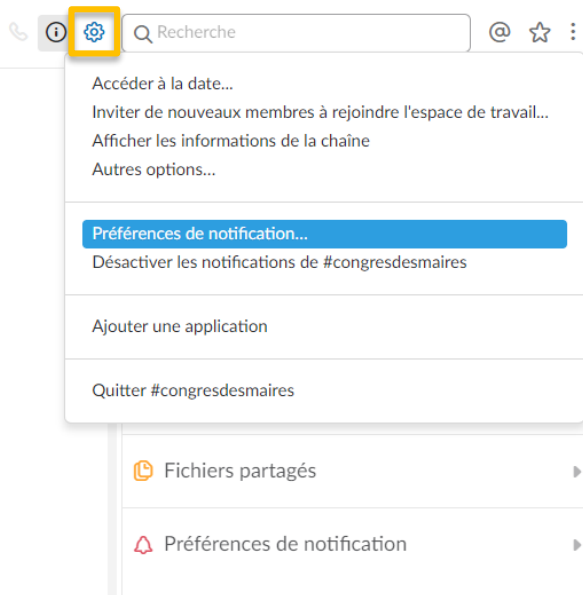 Recherche
Accéder à la date...
Inviter de nouveaux membres à rejoindre l'espace de travail...
Afficher les informations de la chaîne
Autres options...
Préférences de notification...
Désactiver les notifications de #congresdesmaires
Ajouter une application
Quitter #congresdesmaires
Fichiers partagés
Préférences de notification